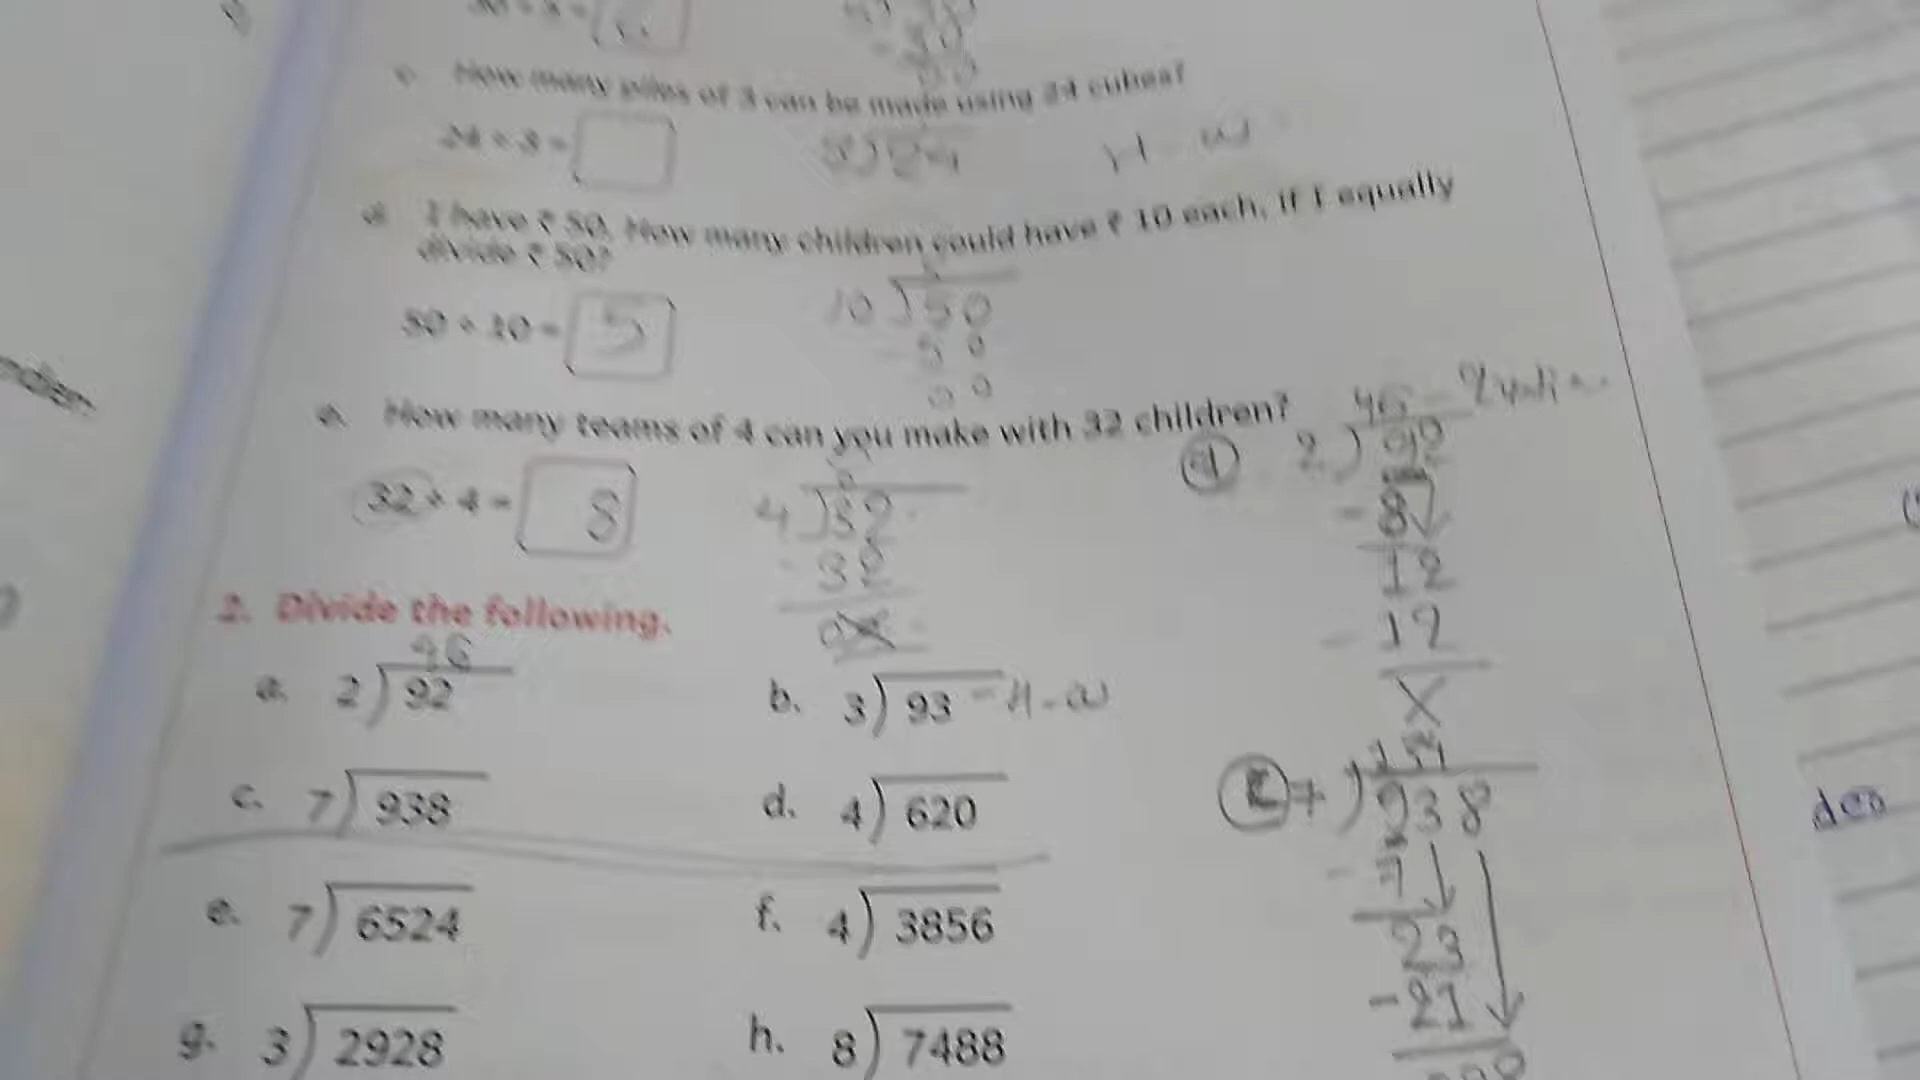 c. How many piles of 3 can be made using 24 cubes?
24 ÷ 3 =
3)24
H - W
d. I have ₹ 50. How many children could have ₹ 10 each, if I equally
divide ₹ 50?
50 ÷ 10 = 5
10)50
- 50
00
e. How many teams of 4 can you make with 32 children?
32 ÷ 4 = 8
8
4)32
- 32
46
2)92
- 8
12
- 12
X
2. Divide the following.
46
a. 2)92
b. 3)93 - H - W
c. 7)938
d. 4)620
e. 7)6524
f. 4)3856
g. 3)2928
h. 8)7488
7)938
- 7
23
- 21